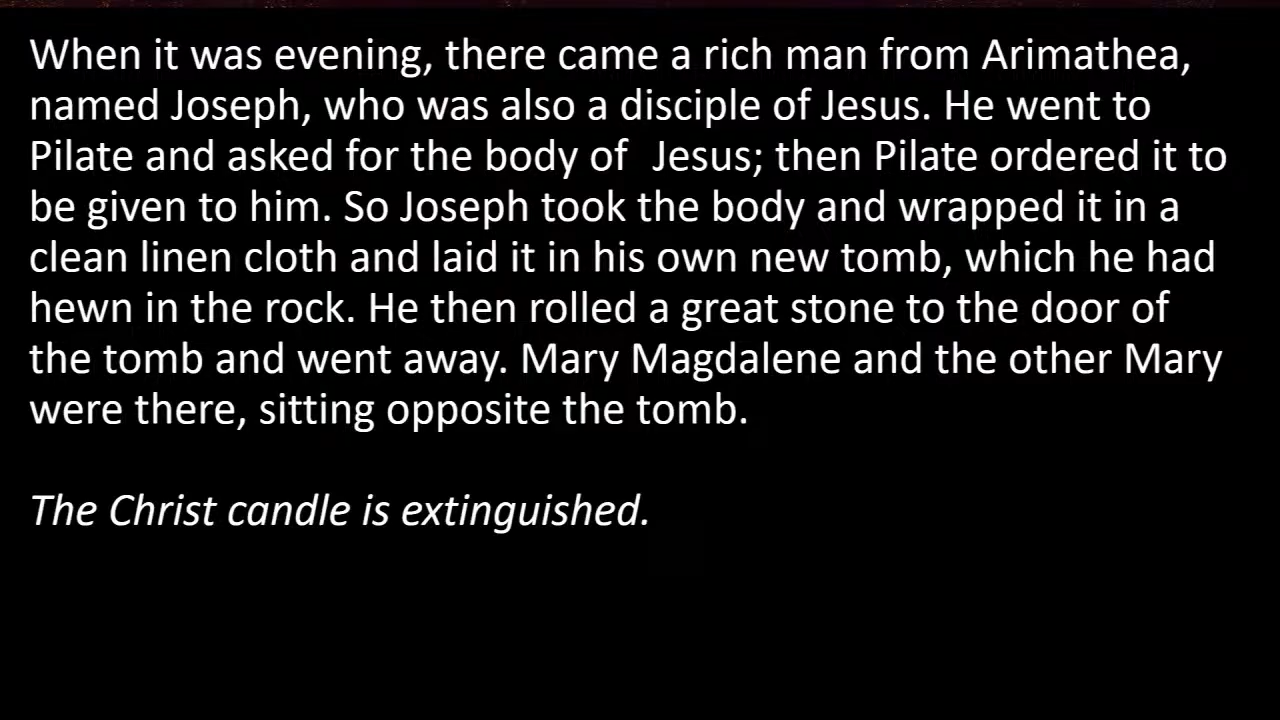 When it was evening, there came a rich man from Arimathea,
named Joseph, who was also a disciple of Jesus. He went to
Pilate and asked for the body of  Jesus; then Pilate ordered it to
be given to him. So Joseph took the body and wrapped it in a
clean linen cloth and laid it in his own new tomb, which he had
hewn in the rock. He then rolled a great stone to the door of
the tomb and went away. Mary Magdalene and the other Mary
were there, sitting opposite the tomb.
The Christ candle is extinguished.